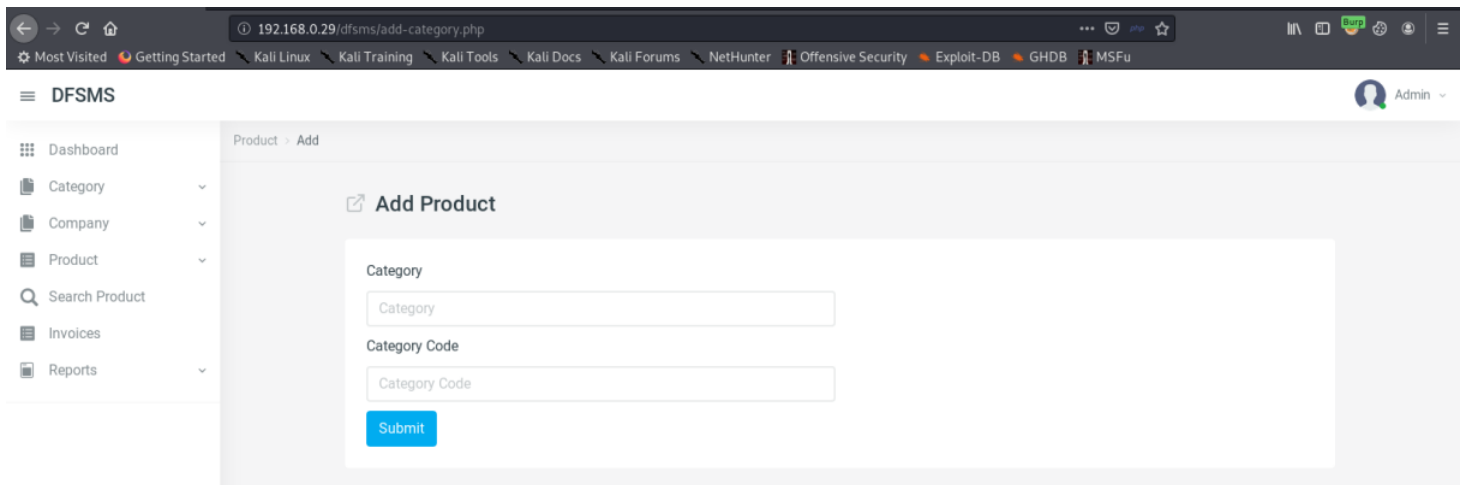 192.168.0.29/dfsms/add-category.php
Burp
Most Visited Getting Started Kali Linux Kali Training Kali Tools Kali Docs Kali Forums NetHunter Offensive Security Exploit-DB GHDB MSFu
DFSMS
Admin
Dashboard
Category
Company
Product
Search Product
Invoices
Reports
Product > Add
Add Product
Category
Category
Category Code
Category Code
Submit